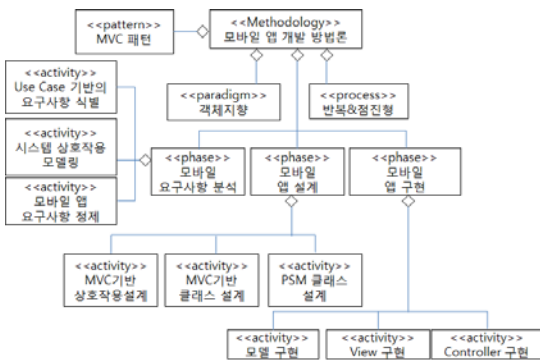 <<pattern>>
MVC 패턴
<<Methodology>>
모바일 앱 개발 방법론
<<activity>>
Use Case 기반의
요구사항 식별
<<paradigm>>
객체지향
<<process>>
반복&점진형
<<activity>>
시스템 상호작용
모델링
<<activity>>
모바일 앱
요구사항 정제
<<phase>>
모바일
요구사항 분석
<<phase>>
모바일
앱 설계
<<phase>>
모바일
앱 구현
<<activity>>
MVC기반
상호작용설계
<<activity>>
MVC기반
클래스 설계
<<activity>>
PSM 클래스
설계
<<activity>>
모델 구현
<<activity>>
View 구현
<<activity>>
Controller 구현